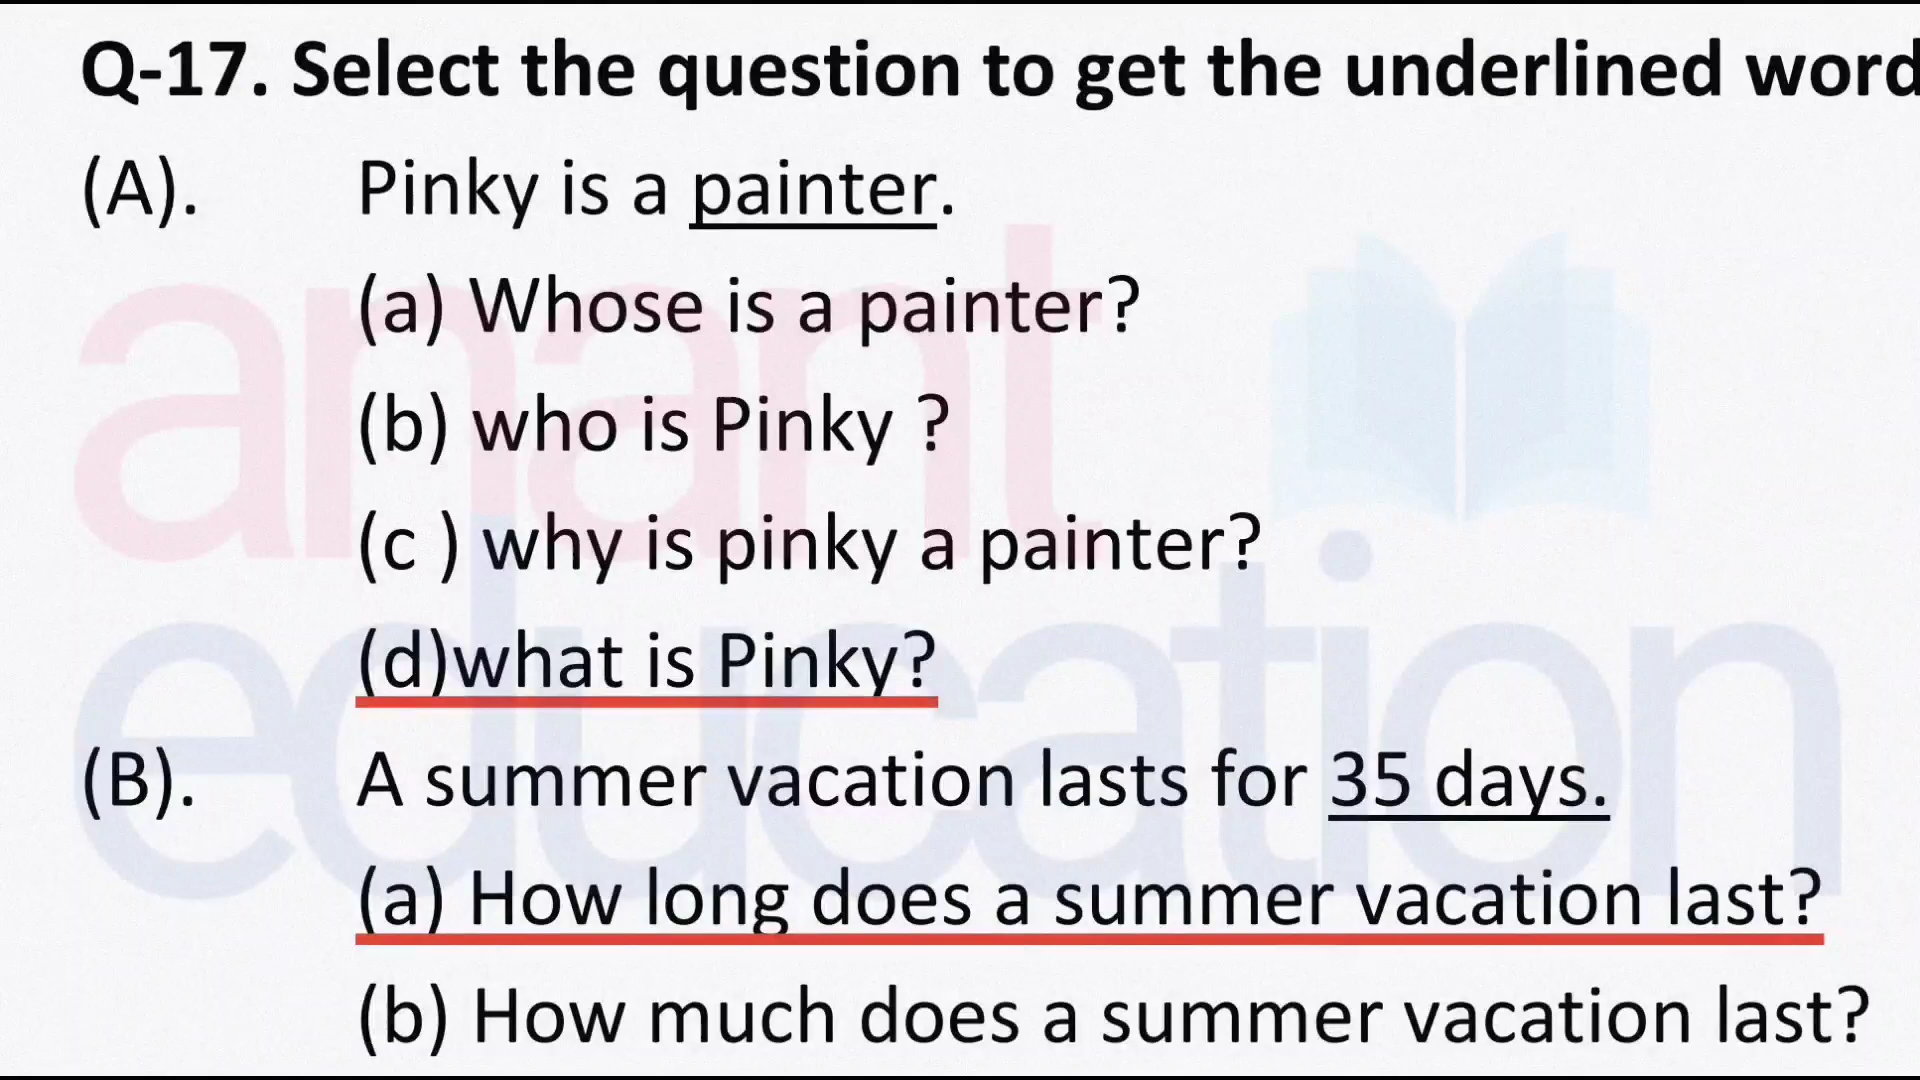 Q-17. Select the question to get the underlined word
(A). Pinky is a painter.
(a) Whose is a painter?
(b) who is Pinky ?
(c ) why is pinky a painter?
(d)what is Pinky?
(B). A summer vacation lasts for 35 days.
(a) How long does a summer vacation last?
(b) How much does a summer vacation last?
anant
education